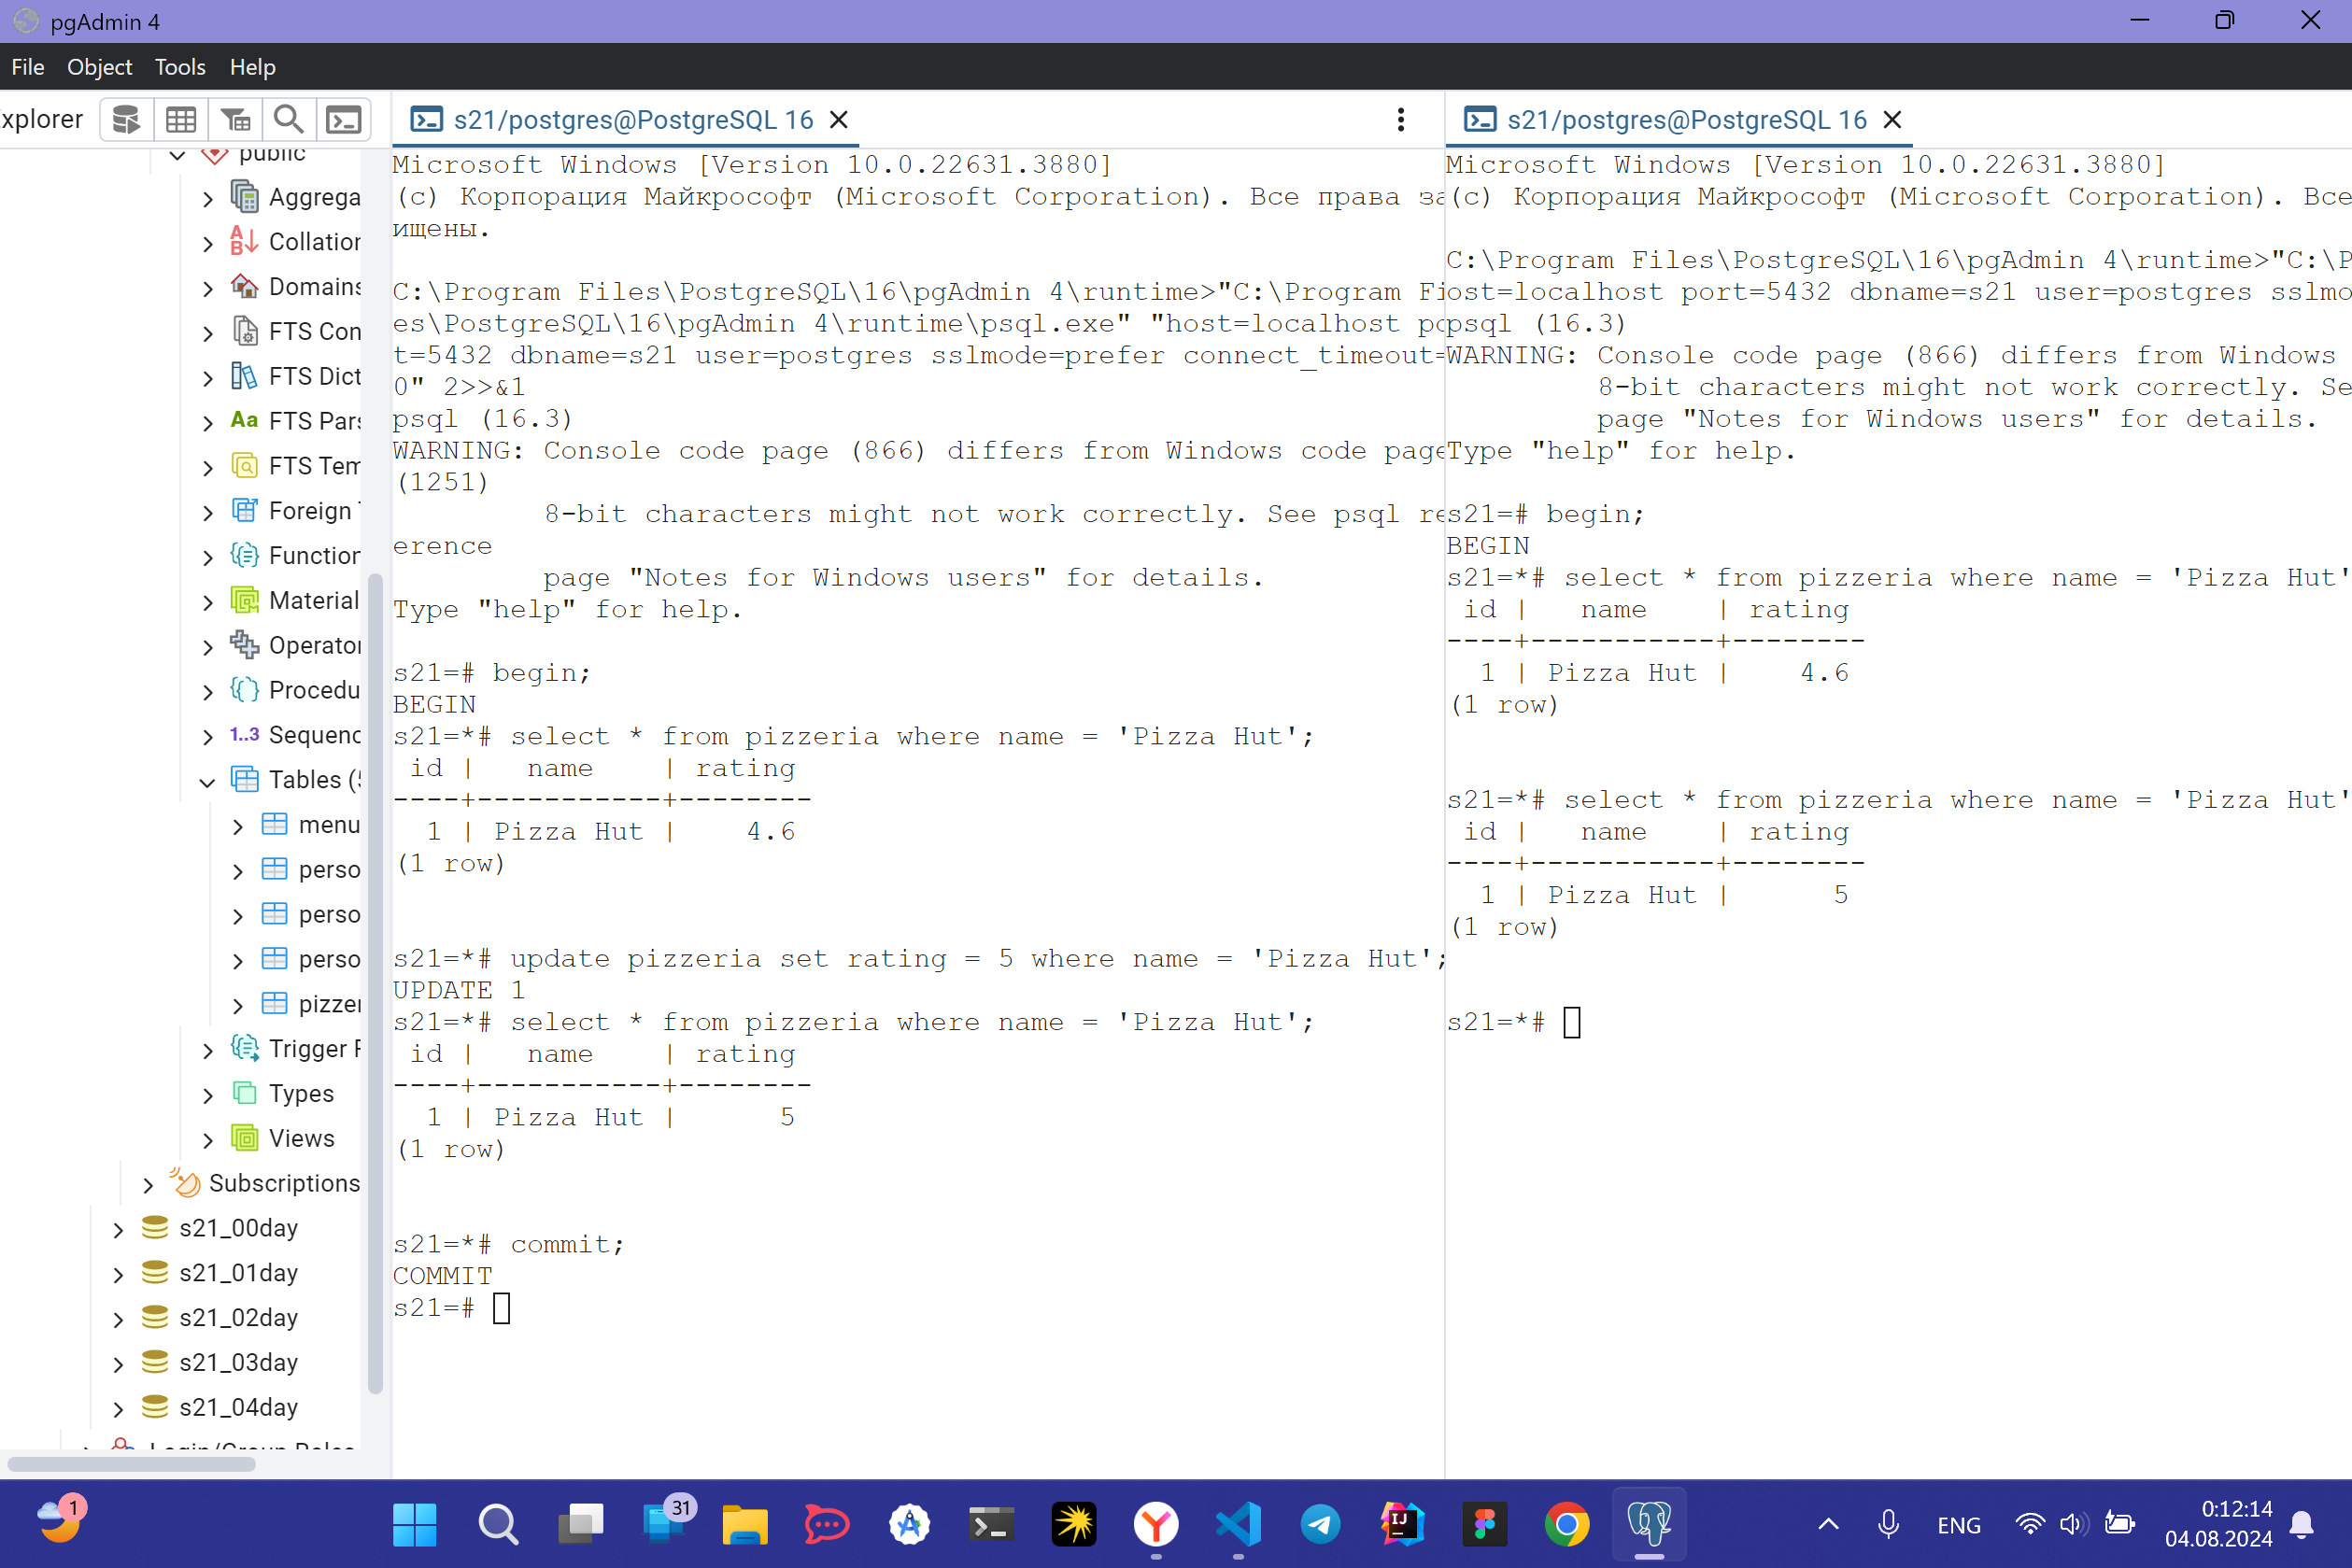 pgAdmin 4
File Object Tools Help
xplorer
public
Aggrega
Collation
Domains
FTS Con
FTS Dict
FTS Pars
FTS Tem
Foreign
Function
Material
Operator
Procedu
1..3 Sequenc
Tables (5
menu
perso
perso
perso
pizzer
Trigger F
Types
Views
Subscriptions
s21_00day
s21_01day
s21_02day
s21_03day
s21_04day
Login/Group Roles
s21/postgres@PostgreSQL 16
Microsoft Windows [Version 10.0.22631.3880]
(c) Корпорация Майкрософт (Microsoft Corporation). Все права за
ищены.
C:\Program Files\PostgreSQL\16\pgAdmin 4\runtime>"C:\Program Fi
es\PostgreSQL\16\pgAdmin 4\runtime\psql.exe" "host=localhost po
t=5432 dbname=s21 user=postgres sslmode=prefer connect_timeout=
0" 2>>&1
psql (16.3)
WARNING: Console code page (866) differs from Windows code page
(1251)
8-bit characters might not work correctly. See psql re
erence
page "Notes for Windows users" for details.
Type "help" for help.
s21=# begin;
BEGIN
s21=*# select * from pizzeria where name = 'Pizza Hut';
id | name | rating
----+-----------+--------
1 | Pizza Hut | 4.6
(1 row)
s21=*# update pizzeria set rating = 5 where name = 'Pizza Hut';
UPDATE 1
s21=*# select * from pizzeria where name = 'Pizza Hut';
id | name | rating
----+-----------+--------
1 | Pizza Hut | 5
(1 row)
s21=*# commit;
COMMIT
s21=#
s21/postgres@PostgreSQL 16
Microsoft Windows [Version 10.0.22631.3880]
(c) Корпорация Майкрософт (Microsoft Corporation). Все
C:\Program Files\PostgreSQL\16\pgAdmin 4\runtime>"C:\P
ost=localhost port=5432 dbname=s21 user=postgres sslmo
psql (16.3)
WARNING: Console code page (866) differs from Windows
8-bit characters might not work correctly. Se
page "Notes for Windows users" for details.
Type "help" for help.
s21=# begin;
BEGIN
s21=*# select * from pizzeria where name = 'Pizza Hut'
id | name | rating
----+-----------+--------
1 | Pizza Hut | 4.6
(1 row)
s21=*# select * from pizzeria where name = 'Pizza Hut'
id | name | rating
----+-----------+--------
1 | Pizza Hut | 5
(1 row)
s21=*#
1
31
ENG
0:12:14
04.08.2024